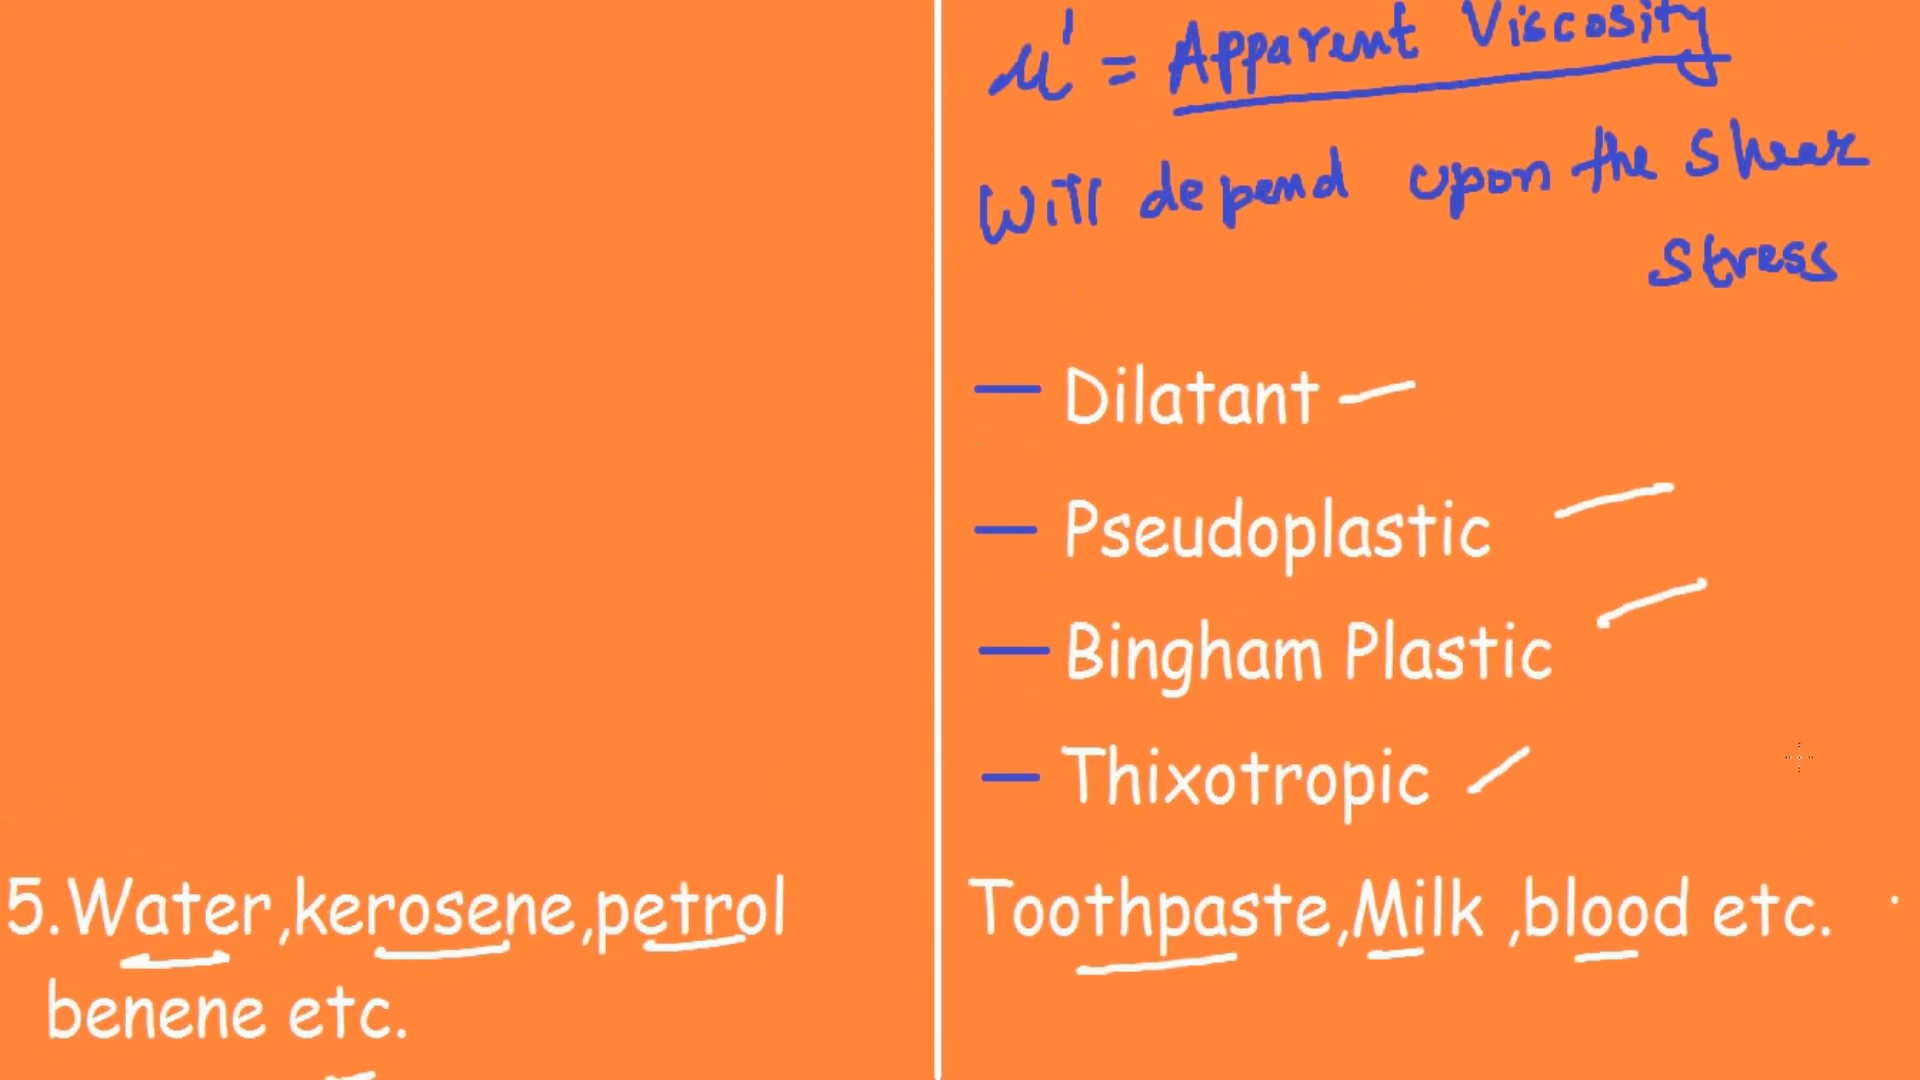 μ' = Apparent Viscosity
Will depend upon the shear
stress
— Dilatant
— Pseudoplastic
— Bingham Plastic
— Thixotropic
5.Water,kerosene,petrol
benene etc.
Toothpaste,Milk ,blood etc.